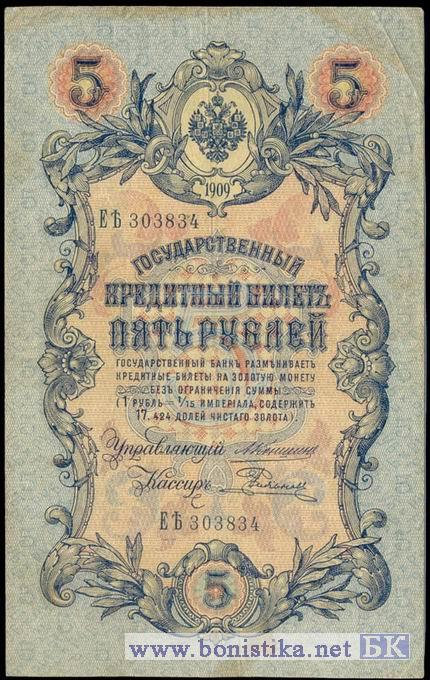 5 5
1909
ЕѢ 303834
ГОСУДАРСТВЕННЫЙ
КРЕДИТНЫЙ БИЛЕТЪ
ПЯТЬ РУБЛЕЙ
ГОСУДАРСТВЕННЫЙ БАНКЪ РАЗМѢНИВАЕТЪ
КРЕДИТНЫЕ БИЛЕТЫ НА ЗОЛОТУЮ МОНЕТУ
БЕЗЪ ОГРАНИЧЕНІЯ СУММЫ
(1 РУБЛЬ = 1/15 ИМПЕРІАЛА, СОДЕРЖИТЪ
17,424 ДОЛЕЙ ЧИСТАГО ЗОЛОТА).
Управляющій
Кассиръ
ЕѢ 303834
5
www.bonistika.net БК